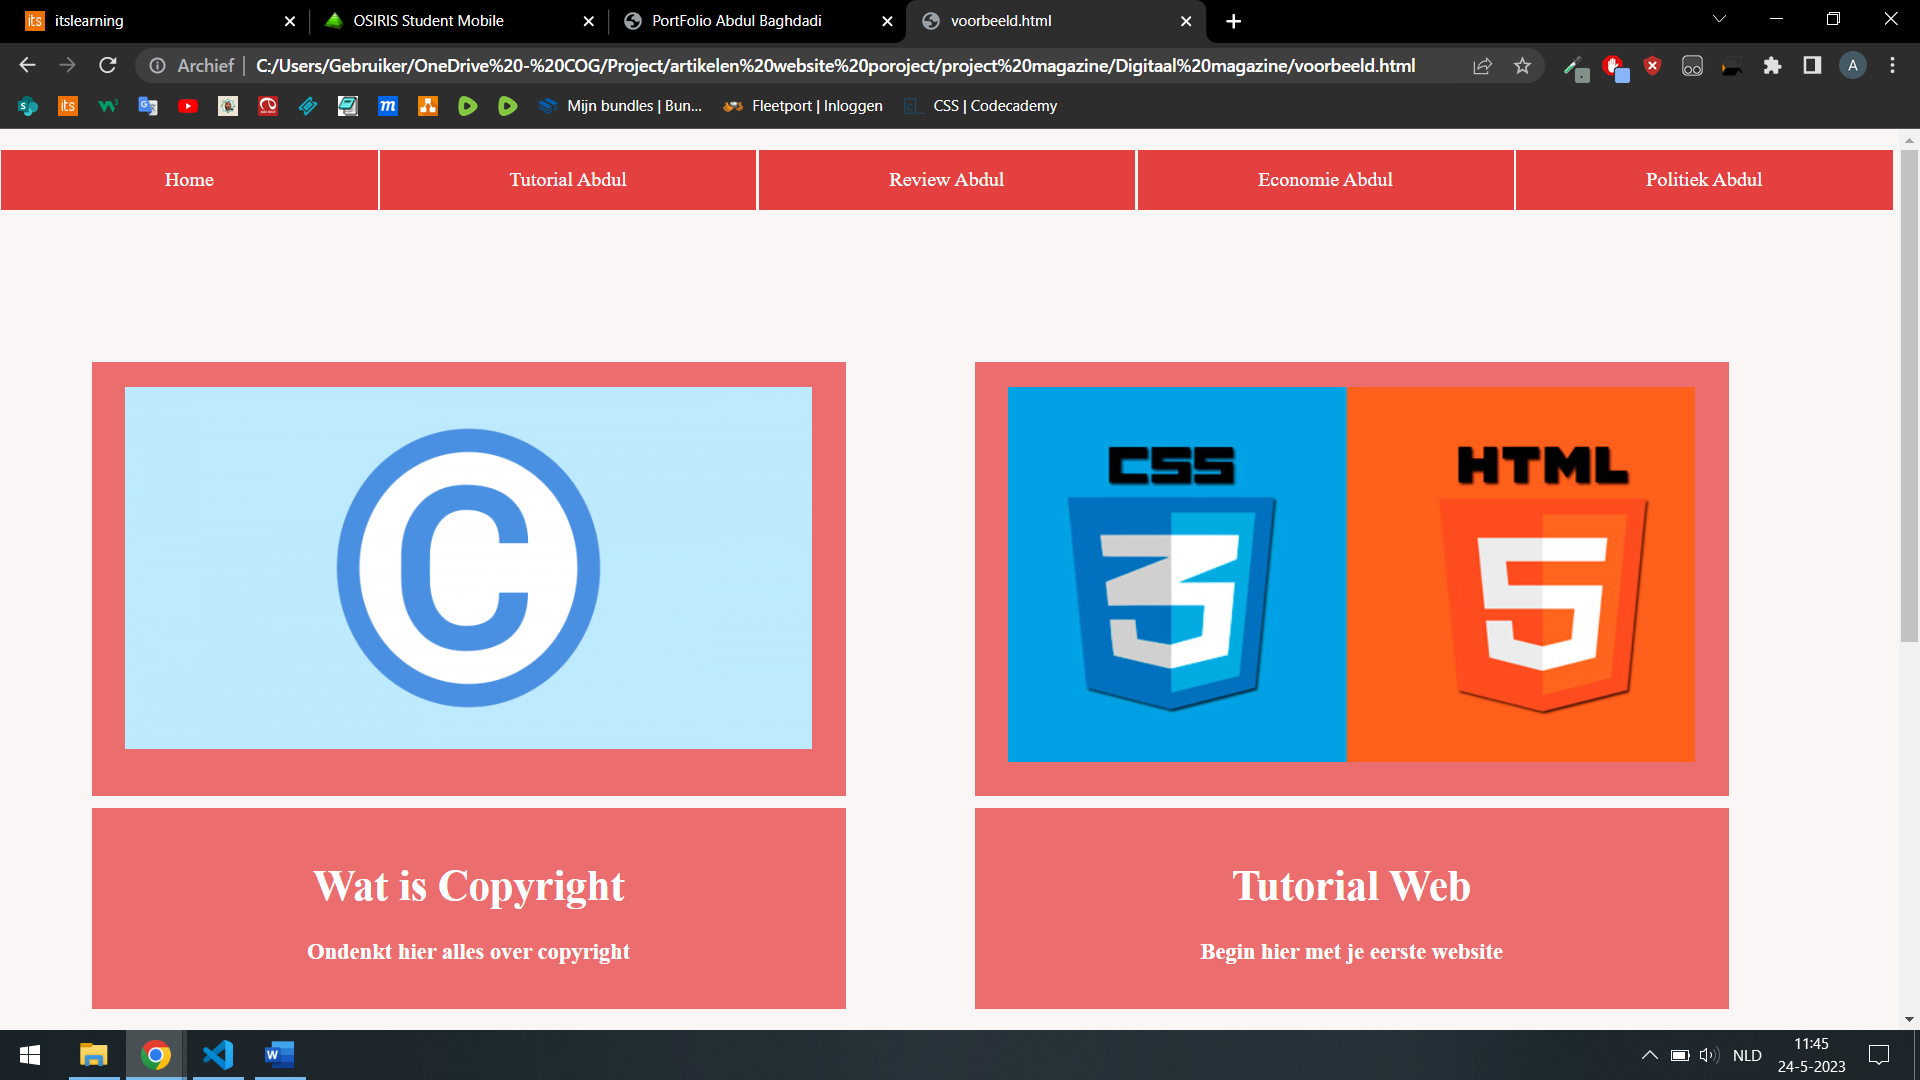 itslearning
OSIRIS Student Mobile
PortFolio Abdul Baghdadi
voorbeeld.html
Archief | C:/Users/Gebruiker/OneDrive%20-%20COG/Project/artikelen%20website%20poroject/project%20magazine/Digitaal%20magazine/voorbeeld.html
A
its
m
Mijn bundles | Bun...
Fleetport | Inloggen
CSS | Codecademy
Home
Tutorial Abdul
Review Abdul
Economie Abdul
Politiek Abdul
C
CSS
HTML
3
5
Wat is Copyright
Ondenkt hier alles over copyright
Tutorial Web
Begin hier met je eerste website
W
NLD
11:45
24-5-2023